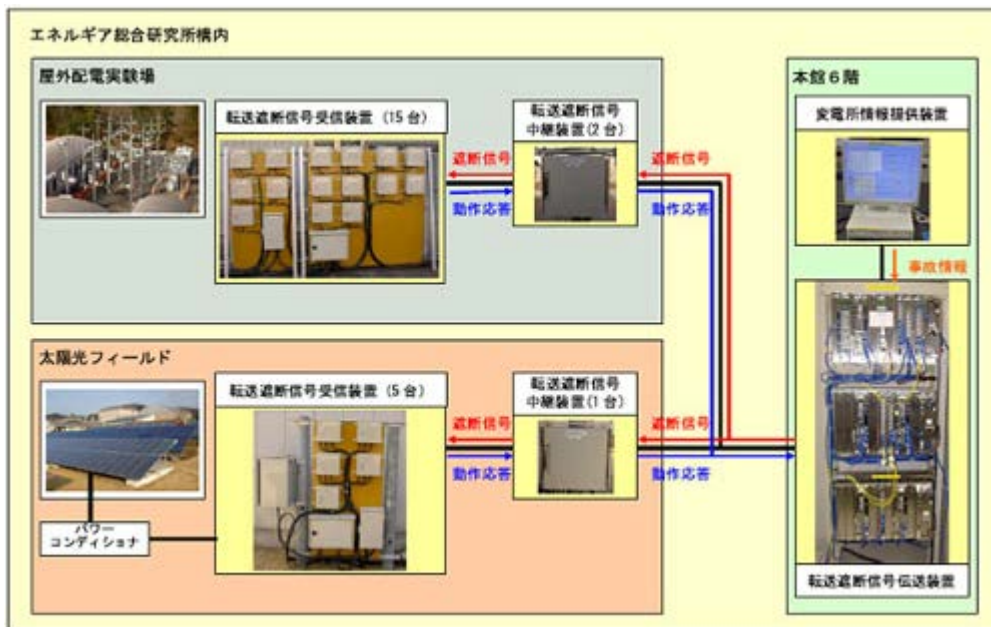 エネルギア総合研究所構内
屋外配電実験場
転送遮断信号受信装置（15台）
転送遮断信号
中継装置(2台)
遮断信号
動作応答
遮断信号
動作応答
本館６階
変電所情報提供装置
事故情報
転送遮断信号伝送装置
太陽光フィールド
転送遮断信号受信装置（5台）
転送遮断信号
中継装置(1台)
遮断信号
動作応答
遮断信号
動作応答
パワー
コンディショナ